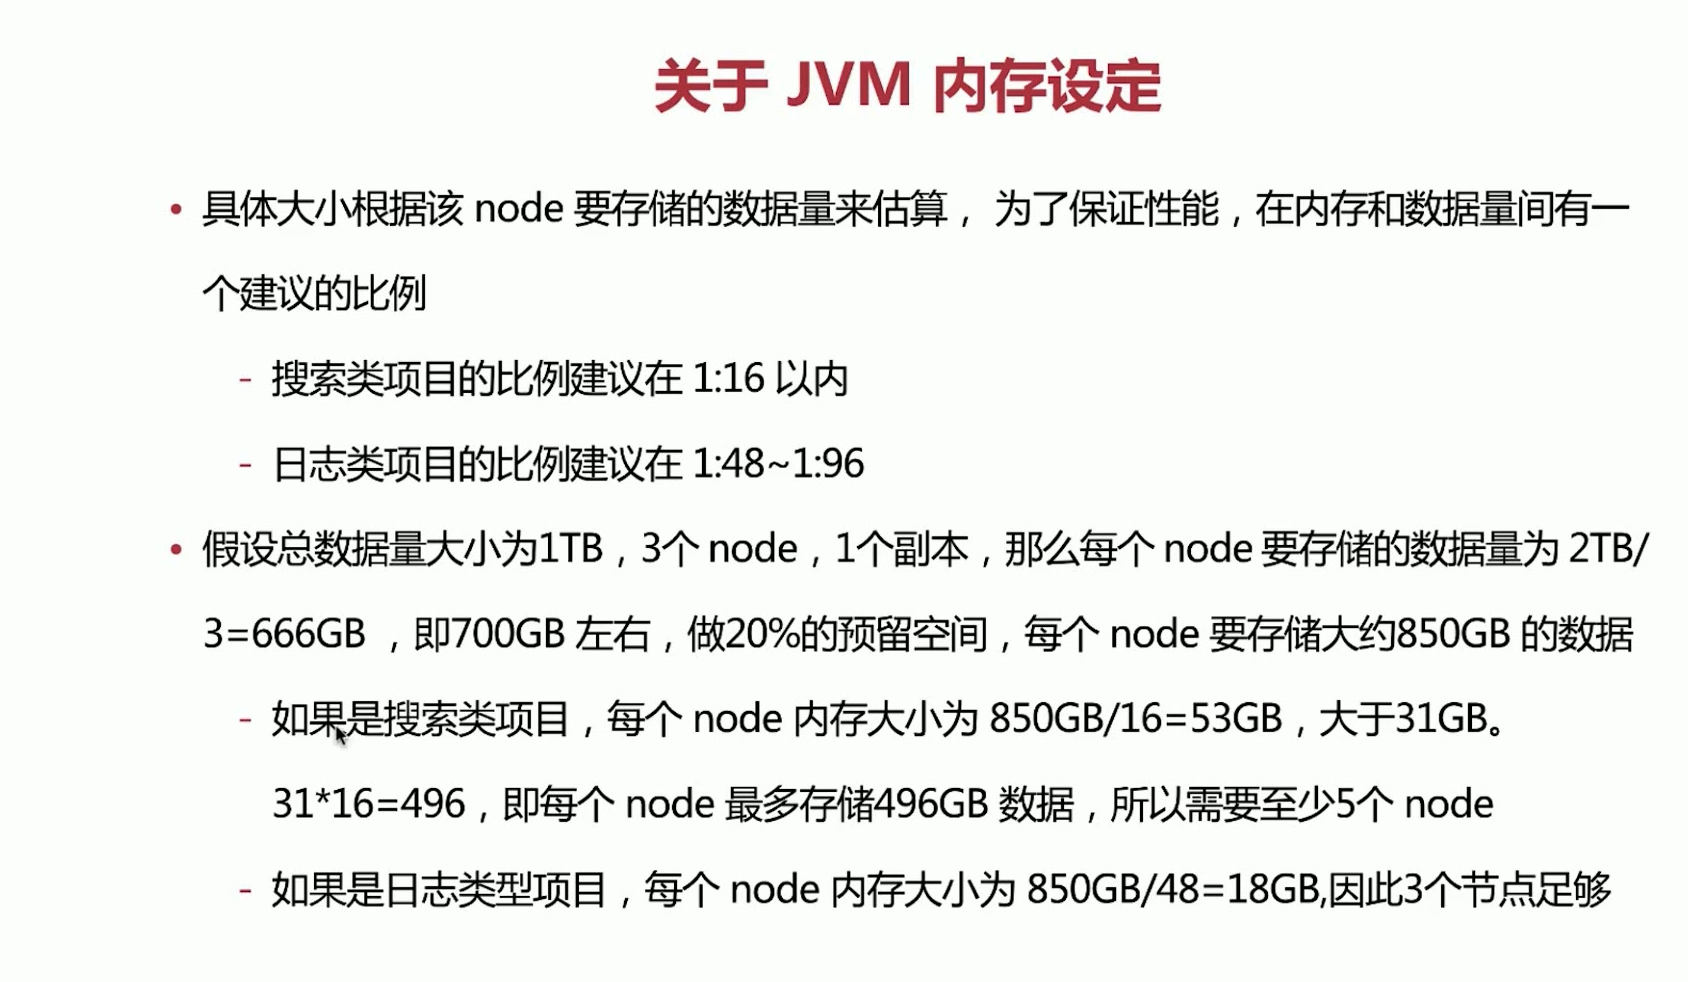 关于 JVM 内存设定
• 具体大小根据该 node 要存储的数据量来估算， 为了保证性能，在内存和数据量间有一
个建议的比例
- 搜索类项目的比例建议在 1:16 以内
- 日志类项目的比例建议在 1:48~1:96
• 假设总数据量大小为1TB，3个 node，1个副本，那么每个 node 要存储的数据量为 2TB/
3=666GB ，即700GB 左右，做20%的预留空间，每个 node 要存储大约850GB 的数据
- 如果是搜索类项目，每个 node 内存大小为 850GB/16=53GB，大于31GB。
31*16=496，即每个 node 最多存储496GB 数据，所以需要至少5个 node
- 如果是日志类型项目，每个 node 内存大小为 850GB/48=18GB,因此3个节点足够